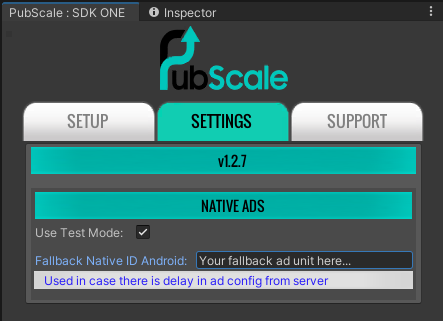 PubScale : SDK ONE
Inspector
PubScale
SETUP
SETTINGS
SUPPORT
v1.2.7
NATIVE ADS
Use Test Mode:
Fallback Native ID Android: Your fallback ad unit here...
Used in case there is delay in ad config from server